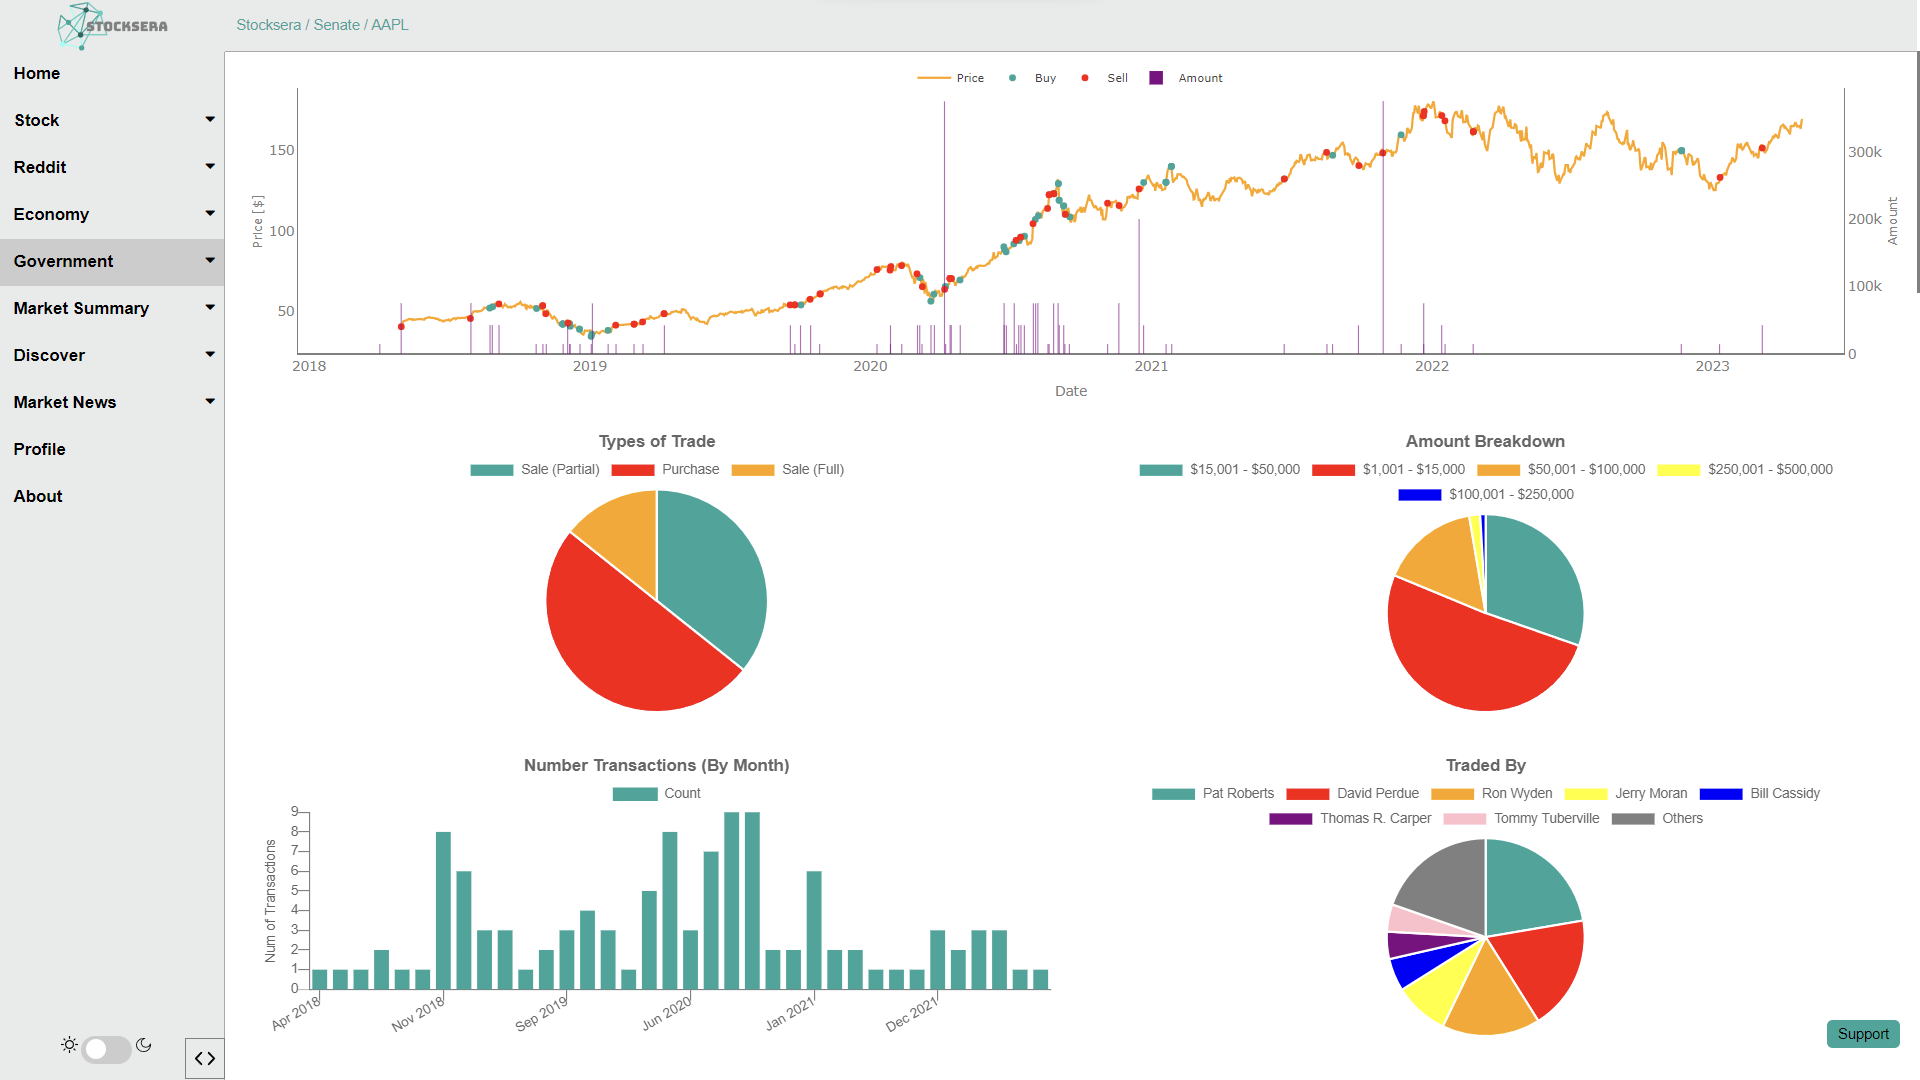 STOCKSERA
Stocksera / Senate / AAPL
Home
Stock
Reddit
Economy
Government
Market Summary
Discover
Market News
Profile
About
Price Buy Sell Amount
150
100
50
Price [$]
300k
200k
100k
0
Amount
2018 2019 2020 2021 2022 2023
Date
Types of Trade
Sale (Partial) Purchase Sale (Full)
Amount Breakdown
$15,001 - $50,000 $1,001 - $15,000 $50,001 - $100,000 $250,001 - $500,000
$100,001 - $250,000
Number Transactions (By Month)
Count
9
8
7
6
5
4
3
2
1
0
Num of Transactions
Apr 2018 Nov 2018 Sep 2019 Jun 2020 Jan 2021 Dec 2021
Traded By
Pat Roberts David Perdue Ron Wyden Jerry Moran Bill Cassidy
Thomas R. Carper Tommy Tuberville Others
Support